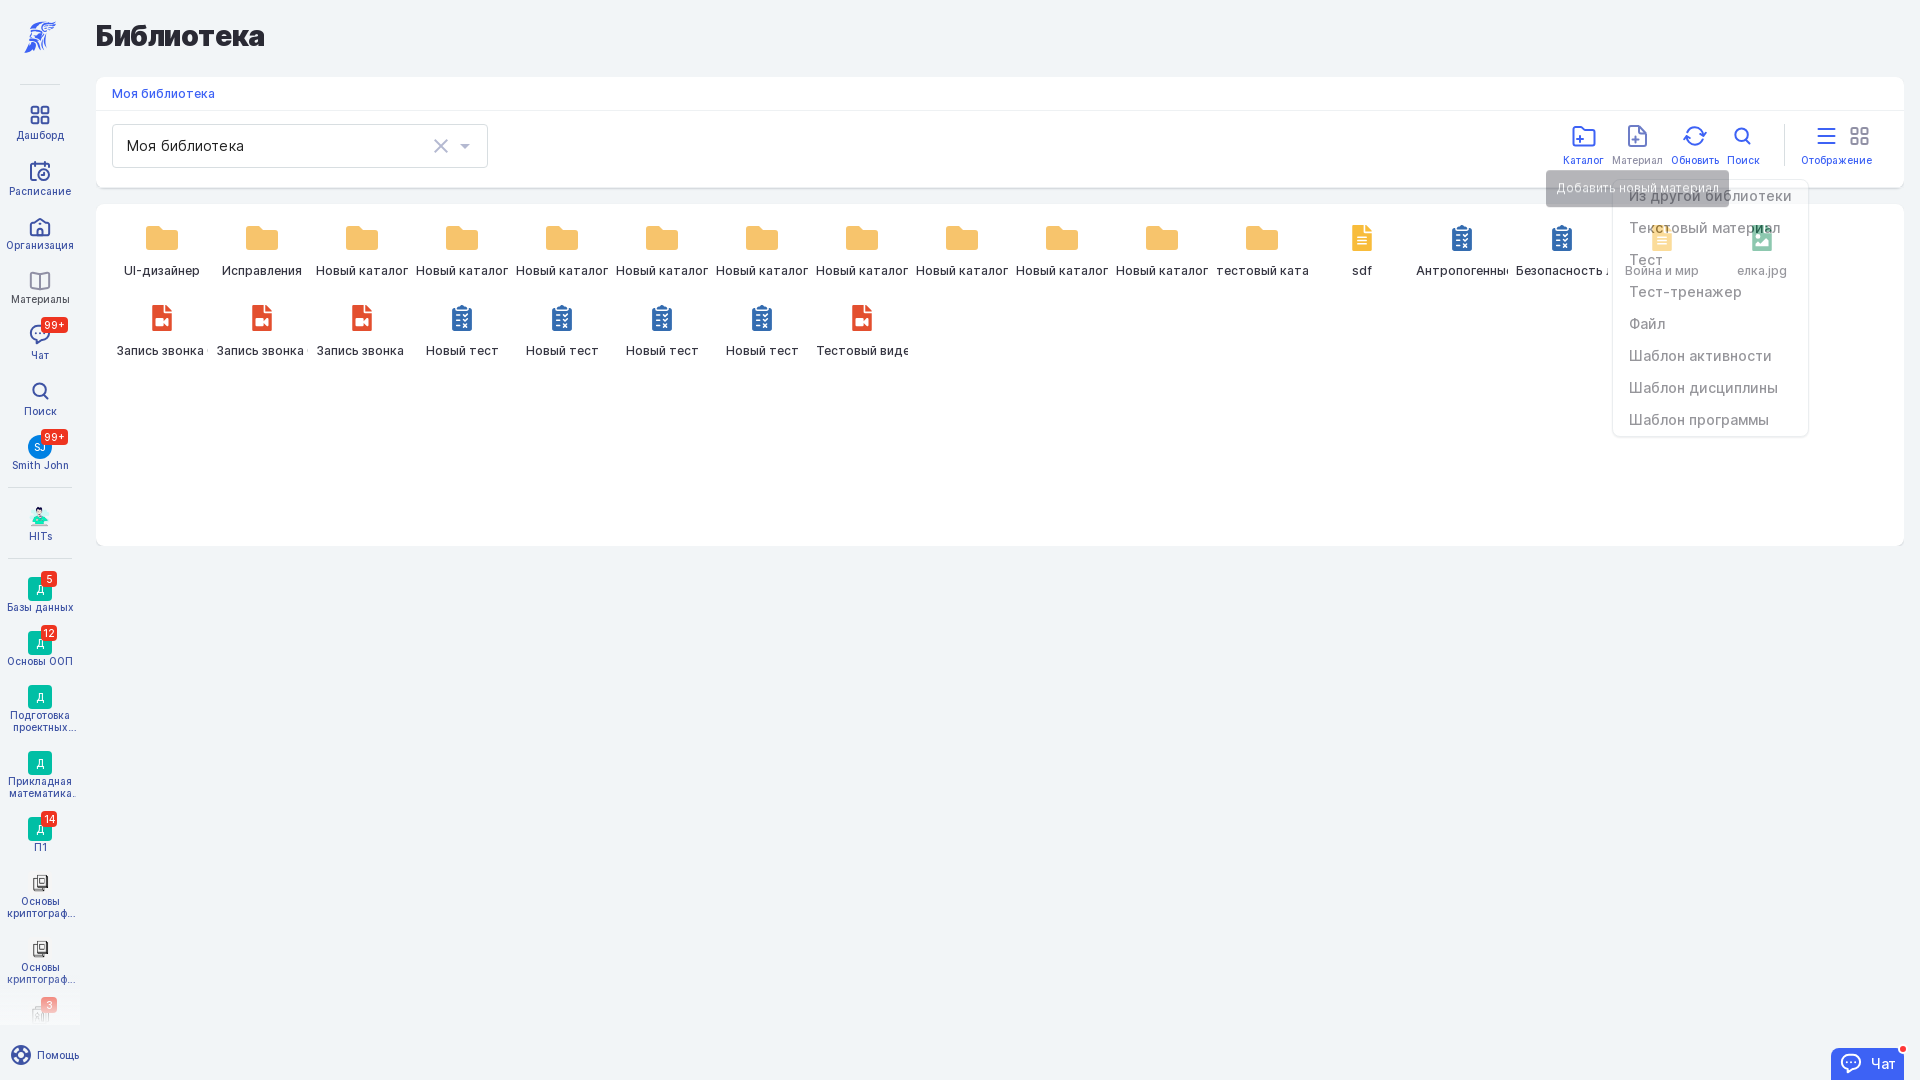 Библиотека
Моя библиотека
Моя библиотека
Каталог
Материал
Обновить
Поиск
Отображение
Добавить новый материал
Из другой библиотеки
Текстовый материал
Тест
Тест-тренажер
Файл
Шаблон активности
Шаблон дисциплины
Шаблон программы
UI-дизайнер
Исправления
Новый каталог
Новый каталог
Новый каталог
Новый каталог
Новый каталог
Новый каталог
Новый каталог
Новый каталог
Новый каталог
тестовый ката
sdf
Антропогенные
Безопасность
Война и мир
елка.jpg
Запись звонка
Запись звонка
Запись звонка
Новый тест
Новый тест
Новый тест
Новый тест
Тестовый виде
Дашборд
Расписание
Организация
Материалы
99+
Чат
Поиск
99+
SJ
Smith John
HITs
5
Д
Базы данных
12
Д
Основы ООП
Д
Подготовка
проектных...
Д
Прикладная
математика.
14
Д
П1
Основы
криптограф...
Основы
криптограф...
3
Помощь
Чат